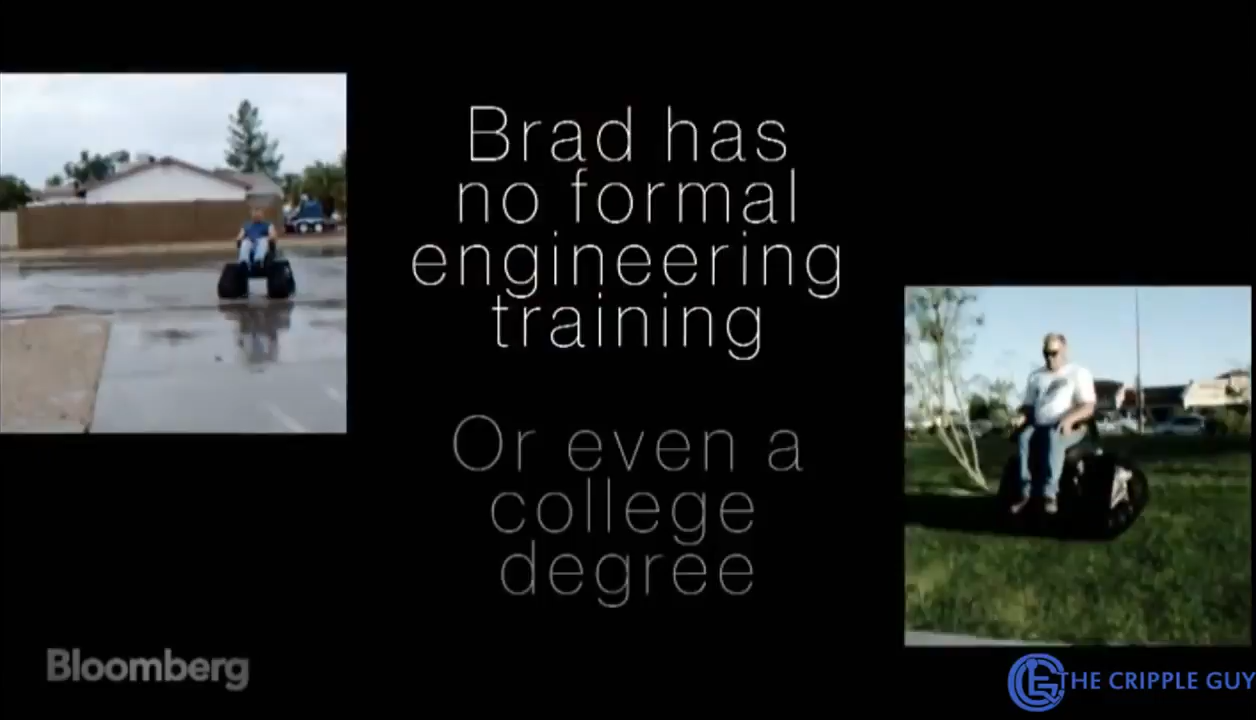 Brad has
no formal
engineering
training
Or even a
college
degree
Bloomberg
THE CRIPPLE GUY